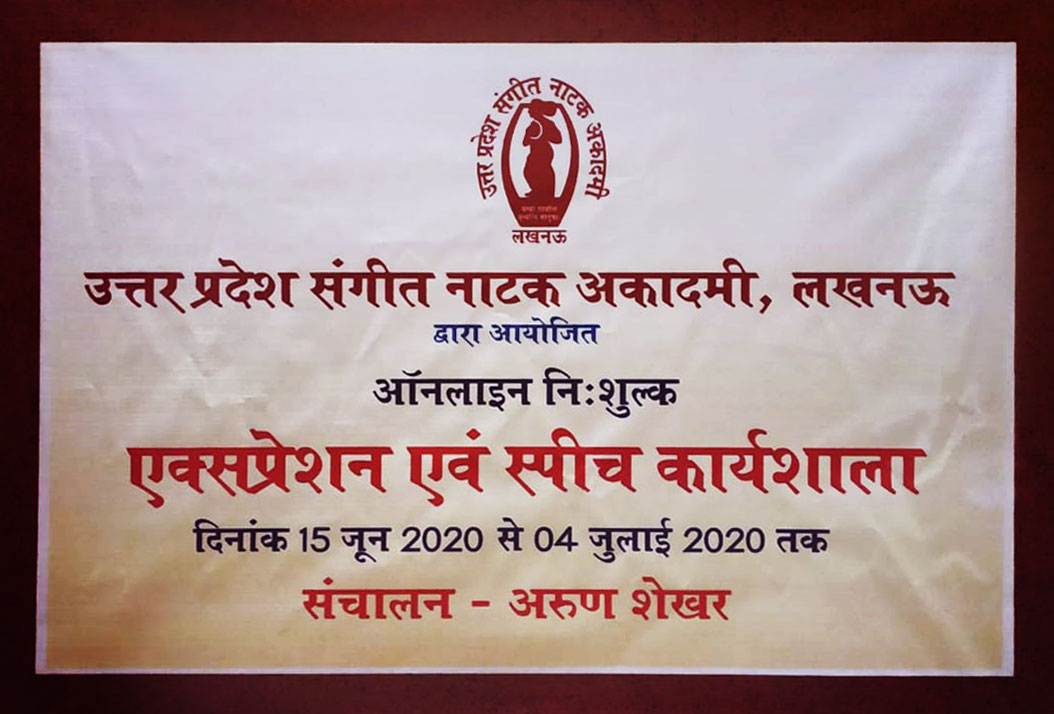 उत्तर प्रदेश संगीत नाटक अकादमी
लखनऊ
उत्तर प्रदेश संगीत नाटक अकादमी, लखनऊ
द्वारा आयोजित
ऑनलाइन निःशुल्क
एक्सप्रेशन एवं स्पीच कार्यशाला
दिनांक 15 जून 2020 से 04 जुलाई 2020 तक
संचालन - अरुण शेखर